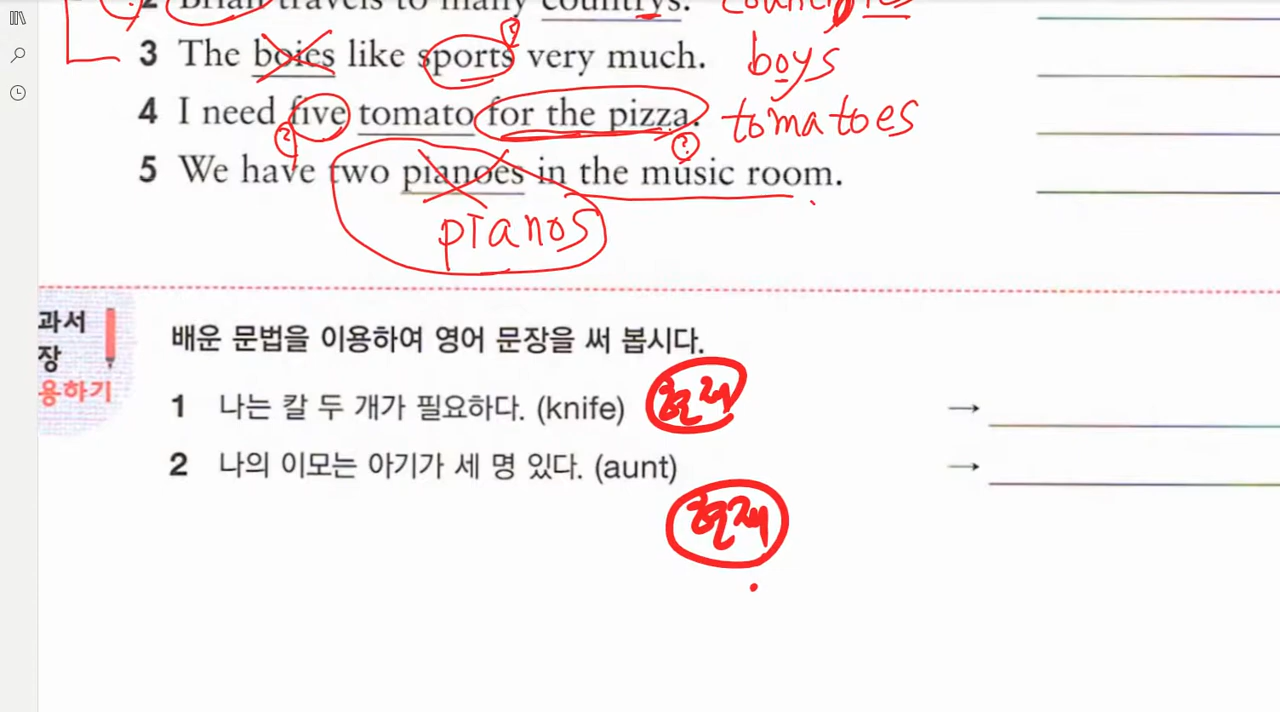 2 Brian travels to many countrys. countries
3 The boies like sports very much. boys
4 I need five tomato for the pizza. tomatoes
5 We have two pianoes in the music room.
pianos
과서
배운 문법을 이용하여 영어 문장을 써 봅시다.
장
용하기
1 나는 칼 두 개가 필요하다. (knife) 현재 →
2 나의 이모는 아기가 세 명 있다. (aunt) →
현재